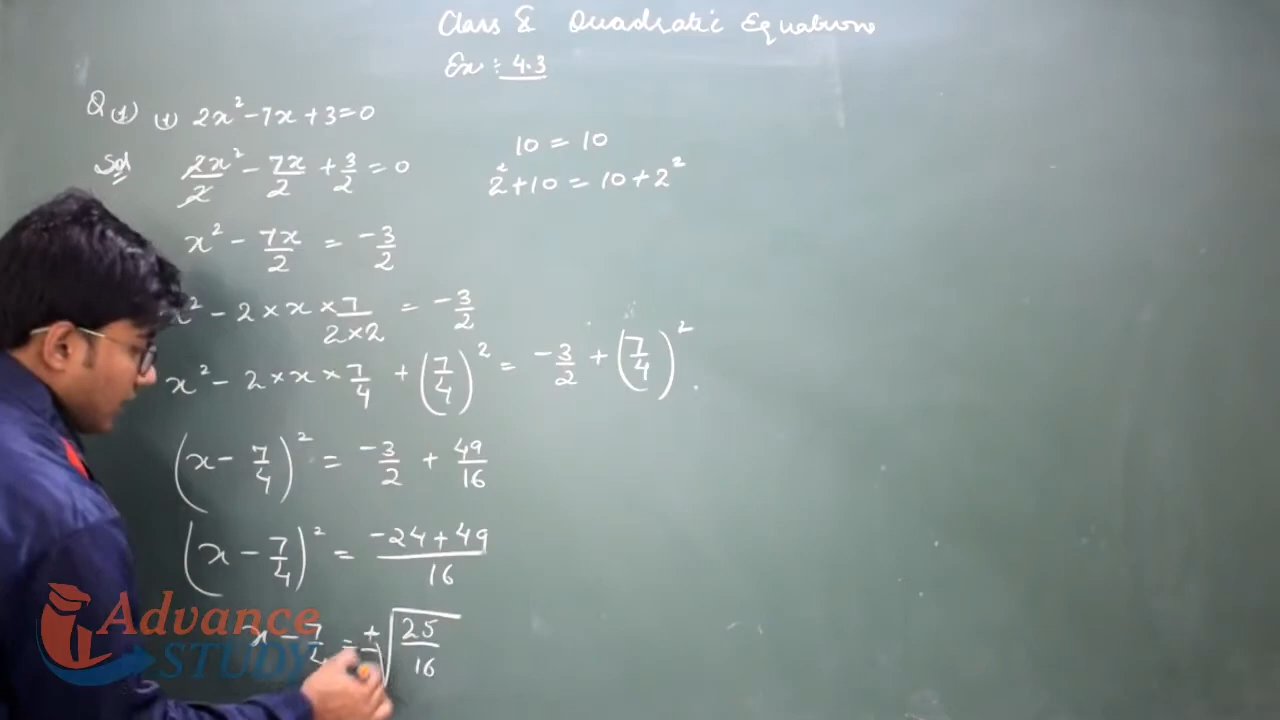 Class 8 Quadratic Equations
Ex : 4.3
Q (1) (1) 2x² - 7x + 3 = 0
Sol 2x²/2 - 7x/2 + 3/2 = 0
10 = 10
2² + 10 = 10 + 2²
x² - 7x/2 = -3/2
x² - 2 × x × 7/(2×2) = -3/2
x² - 2 × x × 7/4 + (7/4)² = -3/2 + (7/4)²
(x - 7/4)² = -3/2 + 49/16
(x - 7/4)² = (-24 + 49)/16
x - 7/4 = ±√(25/16)
Advance
STUDY